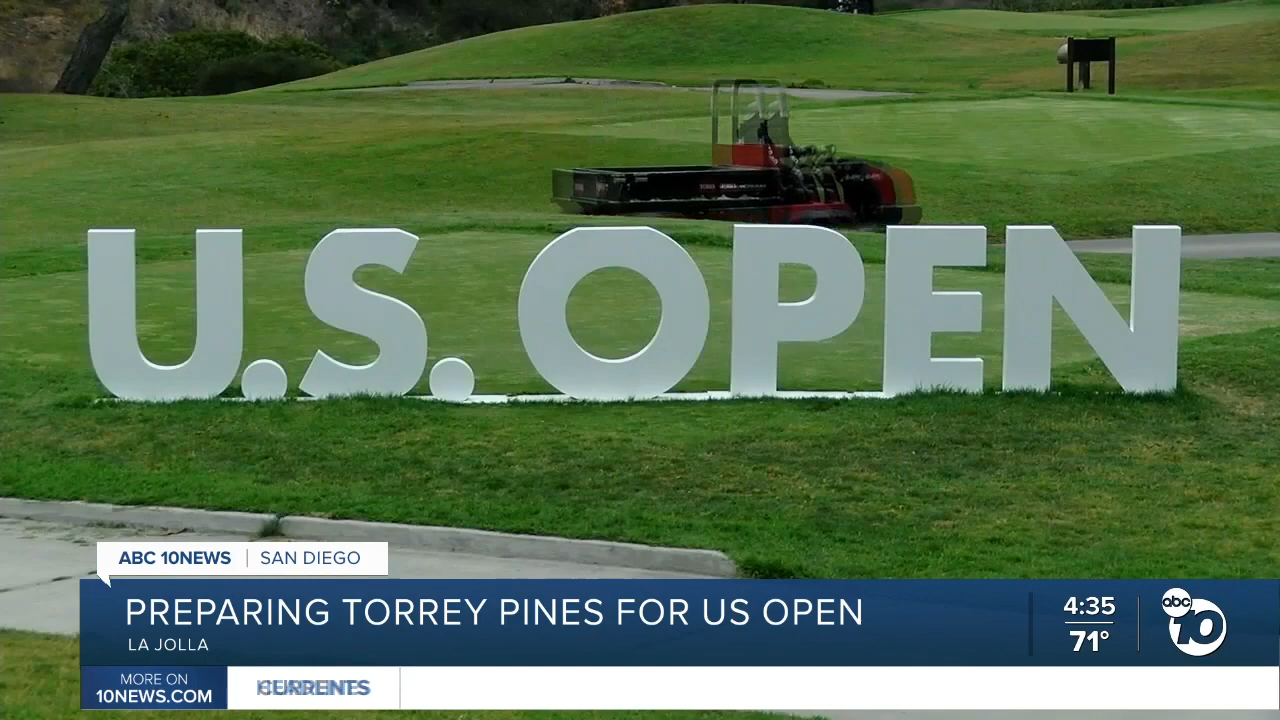 U.S. OPEN
ABC 10NEWS | SAN DIEGO
PREPARING TORREY PINES FOR US OPEN
LA JOLLA
4:35
71°
abc
10
MORE ON
10NEWS.COM